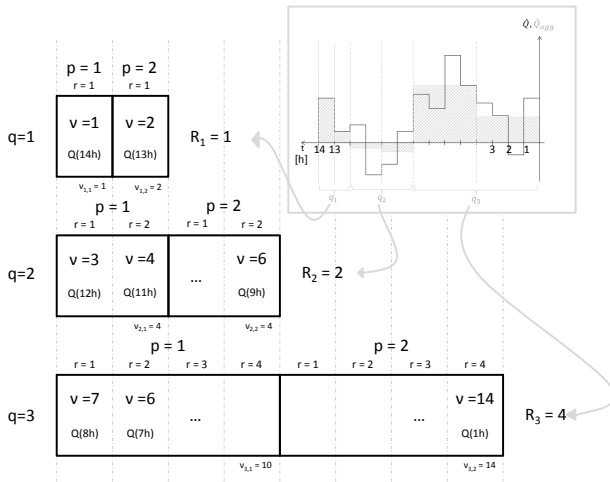 Q̇, Q̇agg
p = 1 p = 2
r = 1 r = 1
q=1
ν =1 ν =2
Q(14h) Q(13h)
R1 = 1
v1,1 = 1 v1,2 = 2
t
[h]
14 13 3 2 1
q1 q2 q3
p = 1 p = 2
r = 1 r = 2 r = 1 r = 2
q=2
ν =3 ν =4 ... ν =6
Q(12h) Q(11h) Q(9h)
R2 = 2
v2,1 = 4 v2,2 = 4
p = 1 p = 2
r = 1 r = 2 r = 3 r = 4 r = 1 r = 2 r = 3 r = 4
q=3
ν =7 ν =6 ... ... ν =14
Q(8h) Q(7h) Q(1h)
R3 = 4
v3,1 = 10 v3,2 = 14